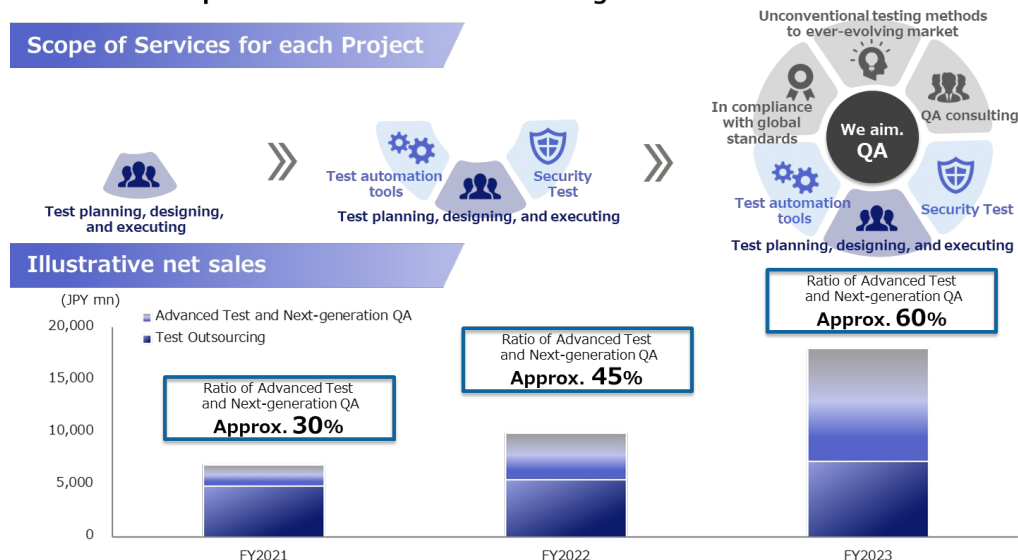 Scope of Services for each Project
Test planning, designing,
and executing
Test automation
tools
Security
Test
Test planning, designing, and executing
Unconventional testing methods
to ever-evolving market
In compliance
with global
standards
QA consulting
We aim.
QA
Test automation
tools
Security Test
Test planning, designing, and executing
Illustrative net sales
(JPY mn)
Advanced Test and Next-generation QA
Test Outsourcing
20,000
15,000
10,000
5,000
0
Ratio of Advanced Test
and Next-generation QA
Approx. 30%
Ratio of Advanced Test
and Next-generation QA
Approx. 45%
Ratio of Advanced Test
and Next-generation QA
Approx. 60%
FY2021
FY2022
FY2023